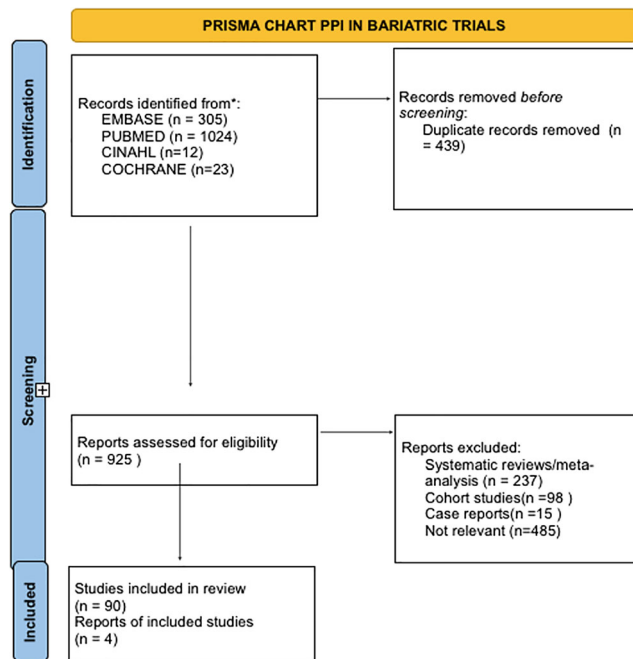 PRISMA CHART PPI IN BARIATRIC TRIALS
Identification
Records identified from*:
EMBASE (n = 305)
PUBMED (n = 1024)
CINAHL (n=12)
COCHRANE (n=23)
Records removed before
screening:
Duplicate records removed (n
= 439)
Screening
Reports assessed for eligibility
(n = 925 )
Reports excluded:
Systematic reviews/meta-
analysis (n = 237)
Cohort studies(n =98 )
Case reports(n =15 )
Not relevant (n=485)
Included
Studies included in review
(n = 90)
Reports of included studies
(n = 4)